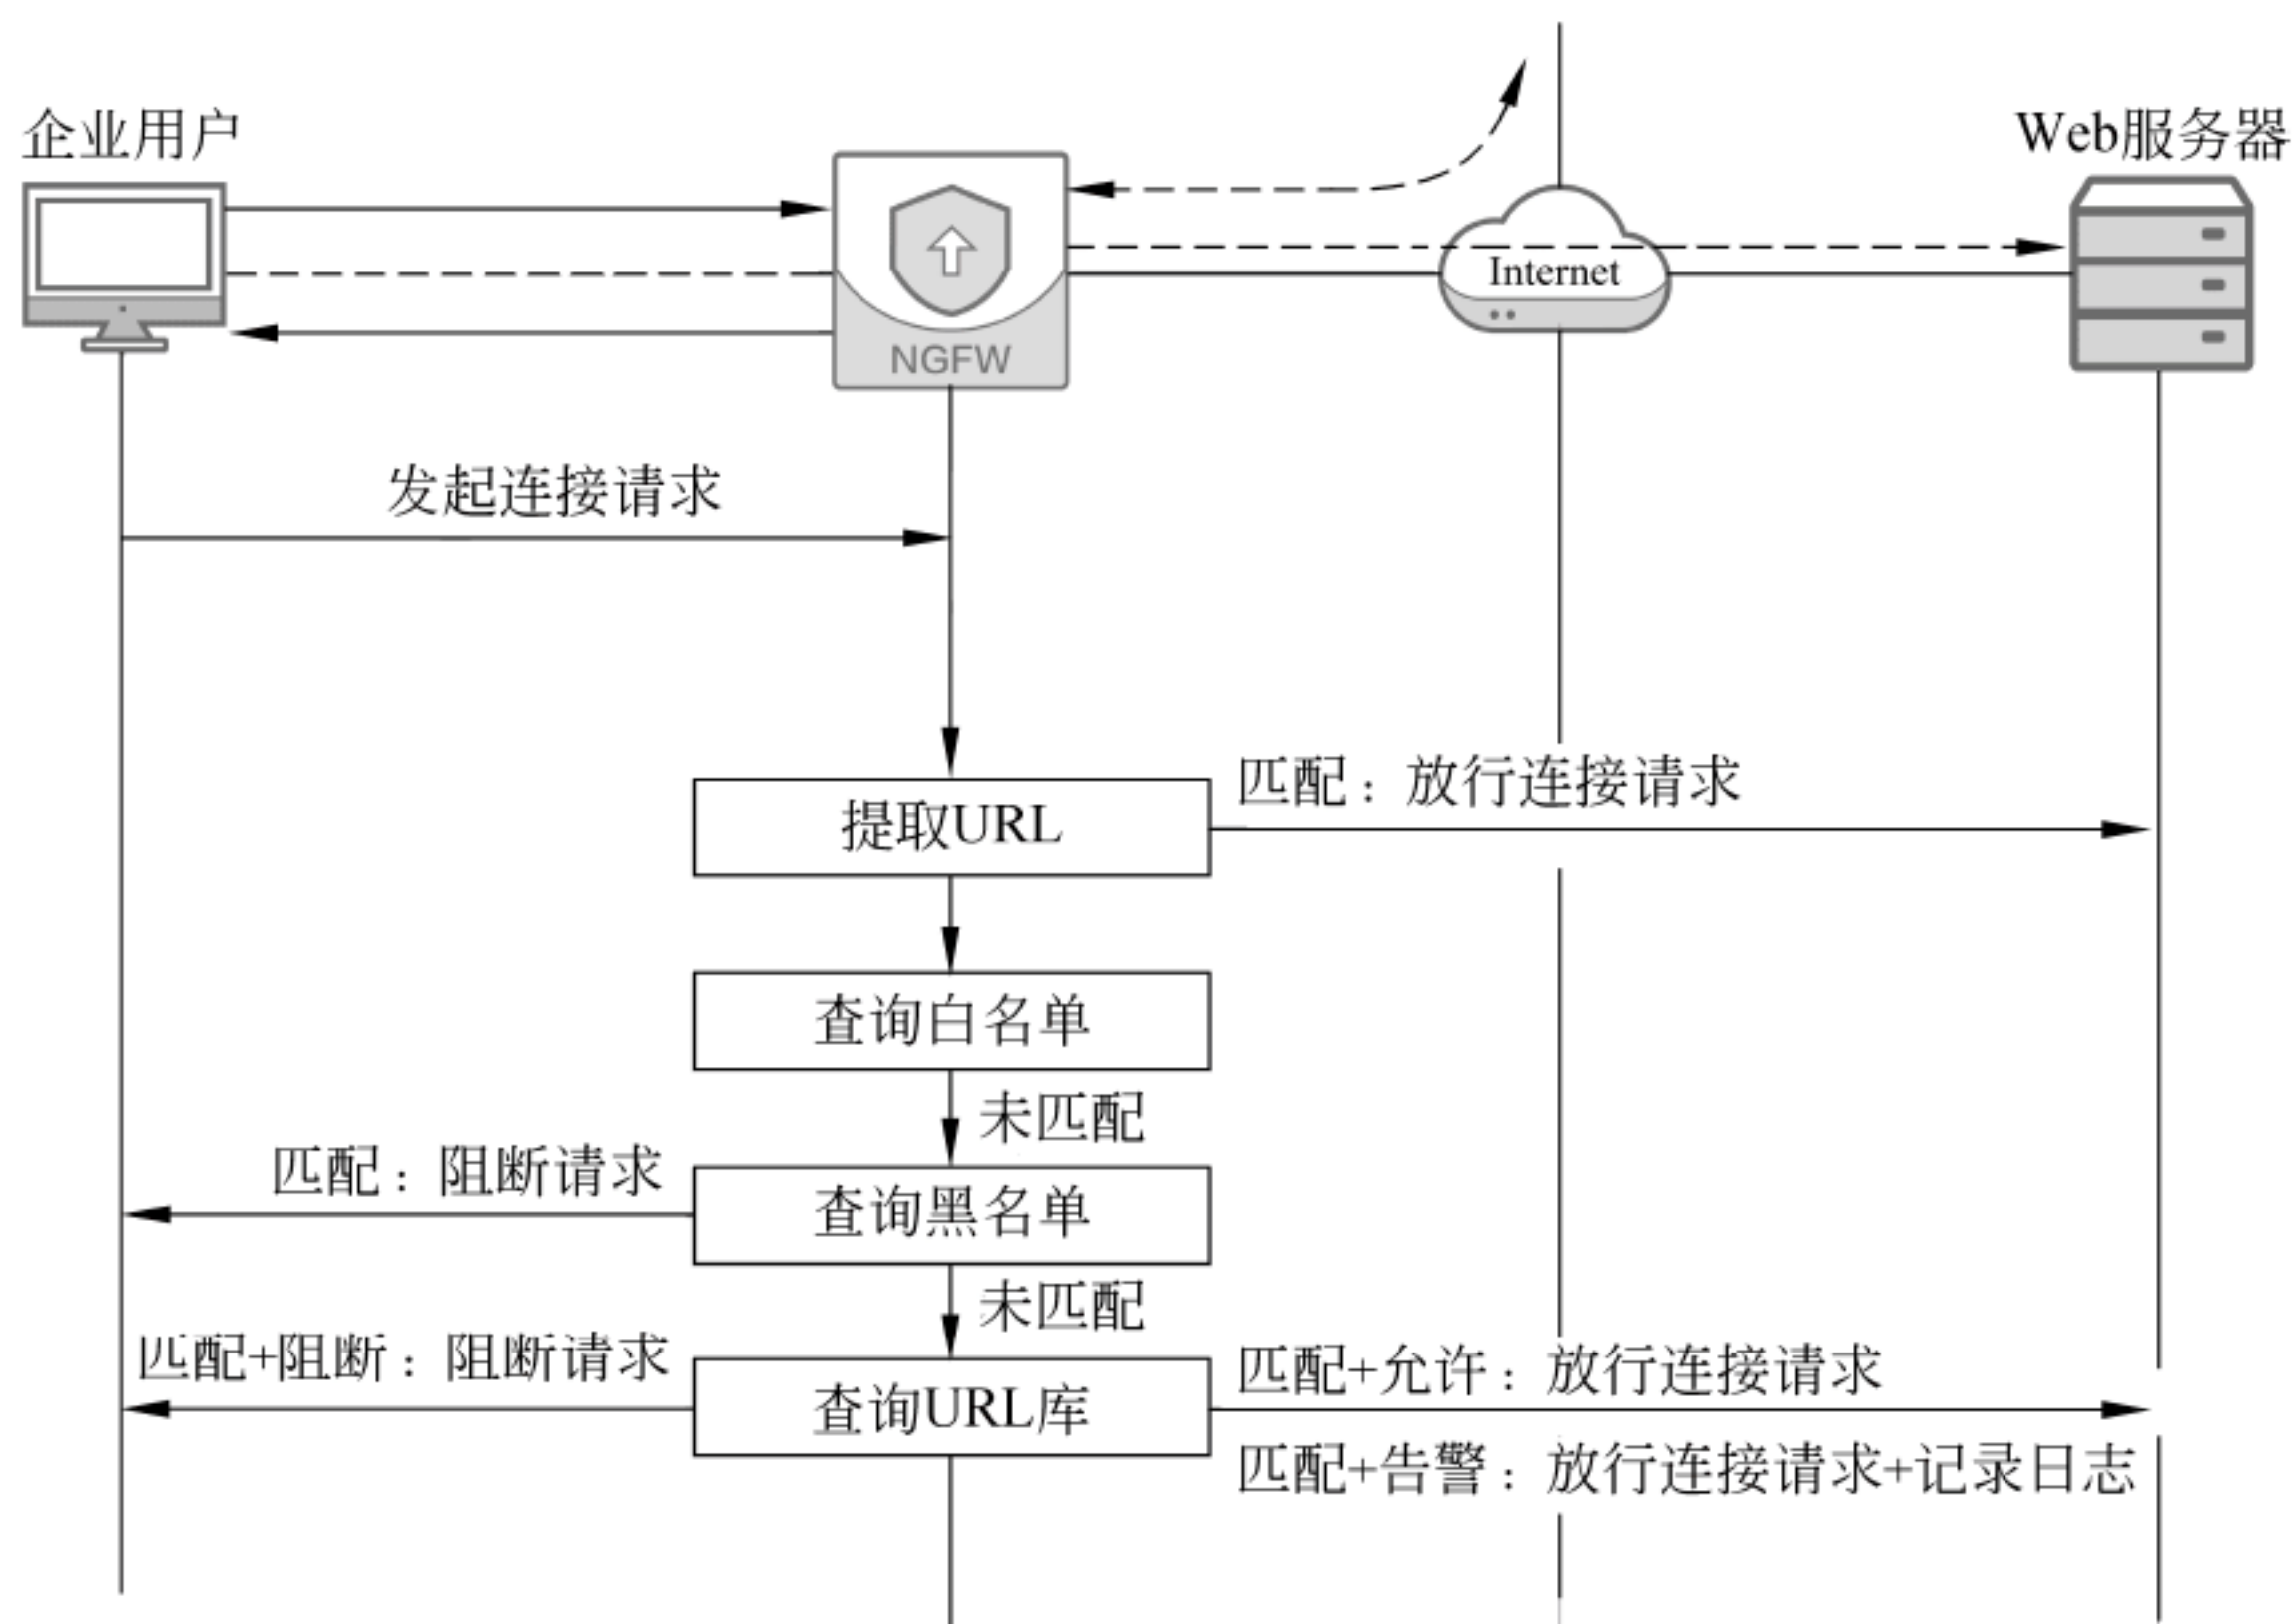 企业用户
Web服务器
Internet
NGFW
发起连接请求
匹配：放行连接请求
提取URL
查询白名单
未匹配
匹配：阻断请求
查询黑名单
未匹配
匹配+阻断：阻断请求
匹配+允许：放行连接请求
查询URL库
匹配+告警：放行连接请求+记录日志